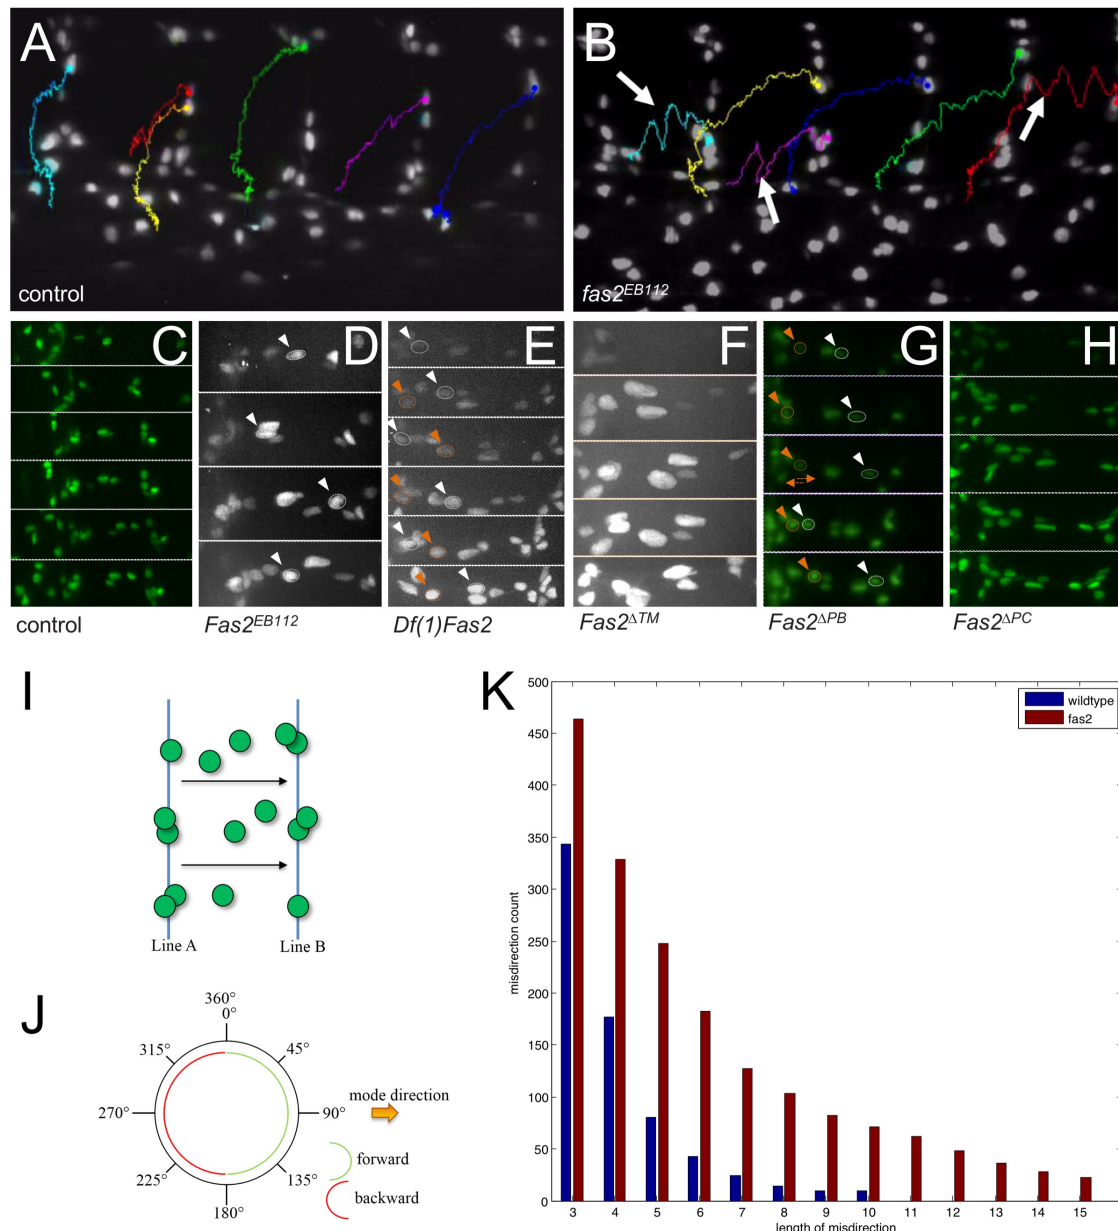 A
B
control
fas2EB112
C
D
E
F
G
H
control
Fas2EB112
Df(1)Fas2
Fas2ΔTM
Fas2ΔPB
Fas2ΔPC
I
Line A
Line B
J
360°
0°
45°
90°
135°
180°
225°
270°
315°
mode direction
forward
backward
K
wildtype
fas2
500
450
400
350
300
250
200
150
100
50
0
misdirection count
3 4 5 6 7 8 9 10 11 12 13 14 15
length of misdirection